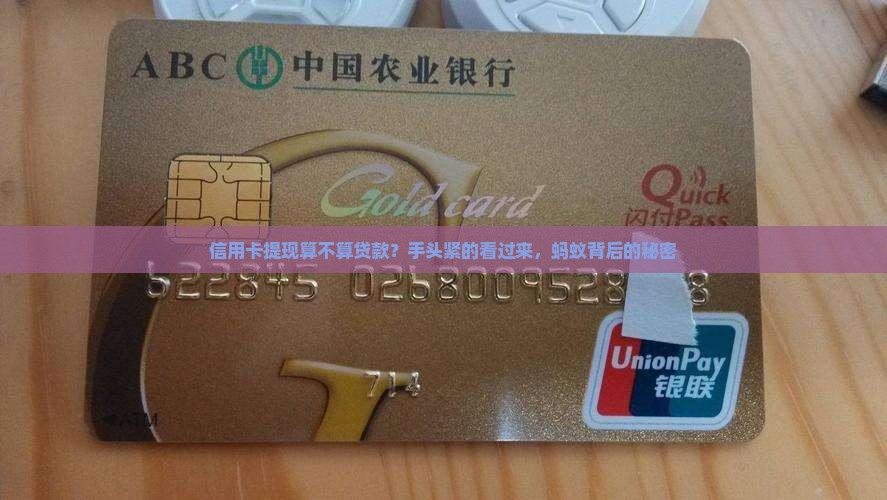 ABC 中国农业银行
Gold card
Quick
闪付Pass
信用卡提现算不算贷款？手头紧的看过来，蚂蚁背后的秘密
622845 0268009528 8
UnionPay
银联
714
ATM